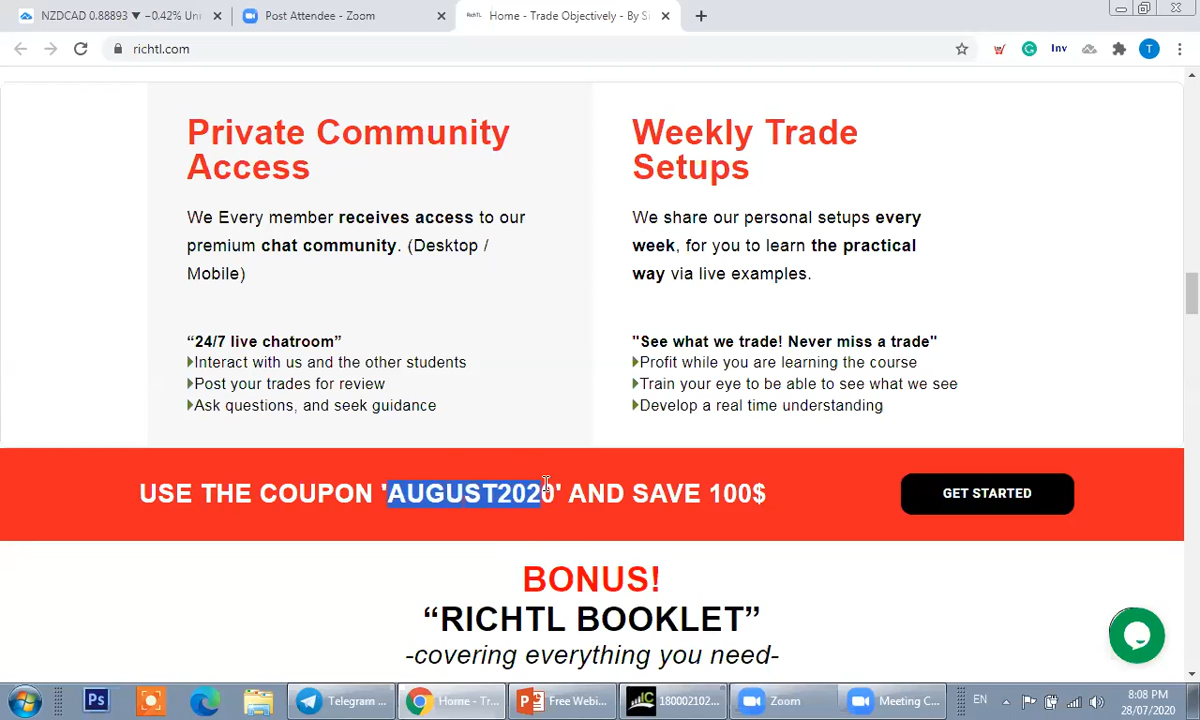 NZDCAD 0.88893 ▼ −0.42% Un
Post Attendee - Zoom
RICHTL
Home - Trade Objectively - By Si
richtl.com
Inv
T
Private Community
Access
We Every member receives access to our
premium chat community. (Desktop /
Mobile)
“24/7 live chatroom”
Interact with us and the other students
Post your trades for review
Ask questions, and seek guidance
Weekly Trade
Setups
We share our personal setups every
week, for you to learn the practical
way via live examples.
"See what we trade! Never miss a trade"
Profit while you are learning the course
Train your eye to be able to see what we see
Develop a real time understanding
USE THE COUPON 'AUGUST2020' AND SAVE 100$
GET STARTED
BONUS!
“RICHTL BOOKLET”
-covering everything you need-
Ps
Telegram ...
Home - Tr...
Free Webi...
180002102...
Zoom
Meeting C...
EN
8:08 PM
28/07/2020